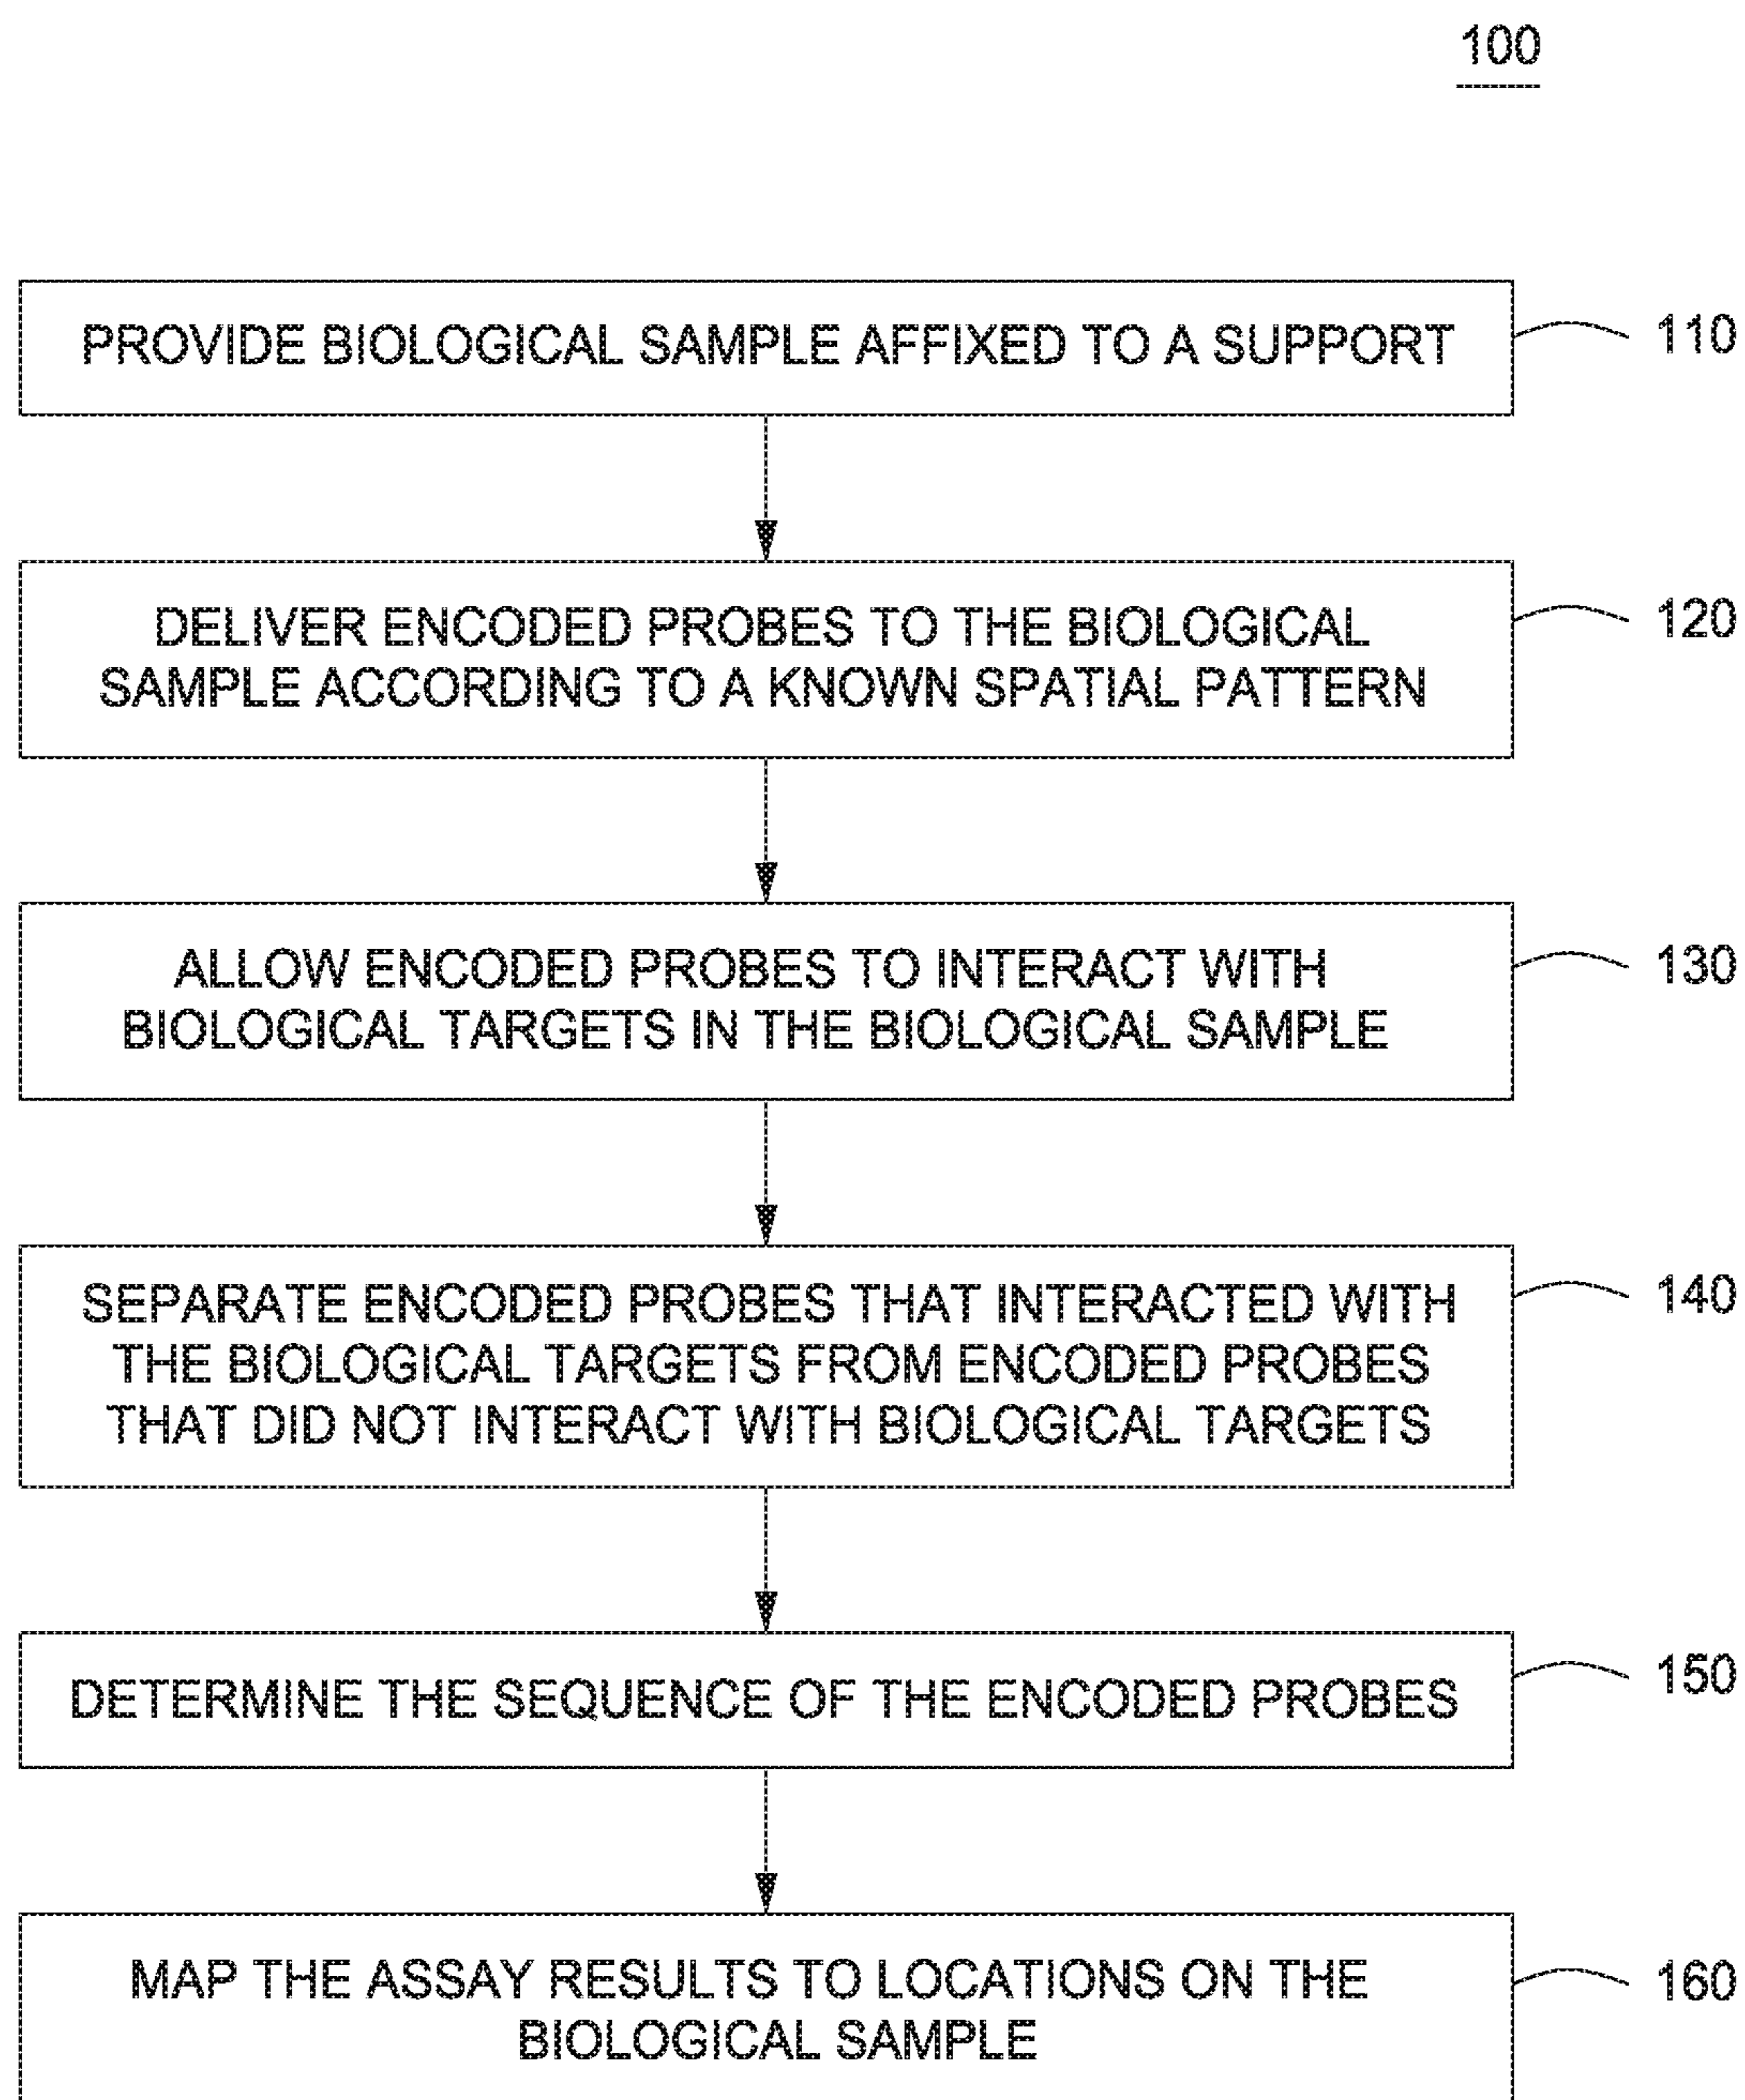 100
PROVIDE BIOLOGICAL SAMPLE AFFIXED TO A SUPPORT
110
DELIVER ENCODED PROBES TO THE BIOLOGICAL
SAMPLE ACCORDING TO A KNOWN SPATIAL PATTERN
120
ALLOW ENCODED PROBES TO INTERACT WITH
BIOLOGICAL TARGETS IN THE BIOLOGICAL SAMPLE
130
SEPARATE ENCODED PROBES THAT INTERACTED WITH
THE BIOLOGICAL TARGETS FROM ENCODED PROBES
THAT DID NOT INTERACT WITH BIOLOGICAL TARGETS
140
DETERMINE THE SEQUENCE OF THE ENCODED PROBES
150
MAP THE ASSAY RESULTS TO LOCATIONS ON THE
BIOLOGICAL SAMPLE
160